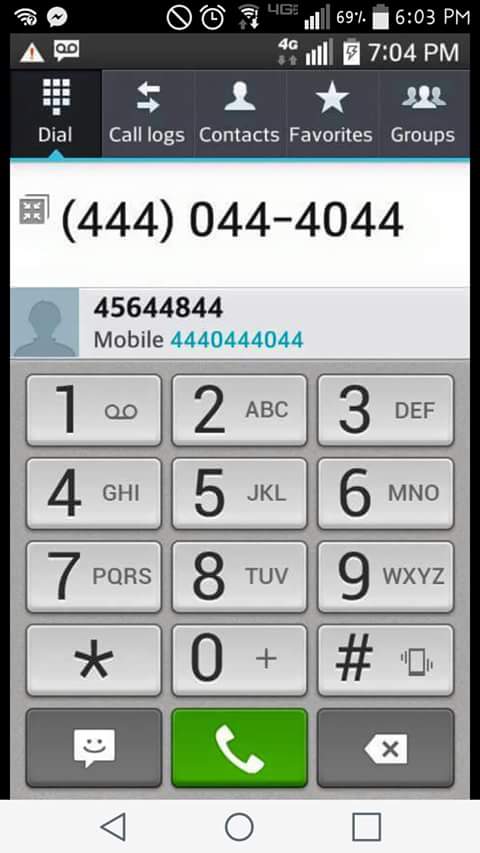 4G 69% 6:03 PM
4G 7:04 PM
Dial Call logs Contacts Favorites Groups
(444) 044-4044
45644844
Mobile 4440444044
1 2 ABC 3 DEF
4 GHI 5 JKL 6 MNO
7 PQRS 8 TUV 9 WXYZ
* 0 + #